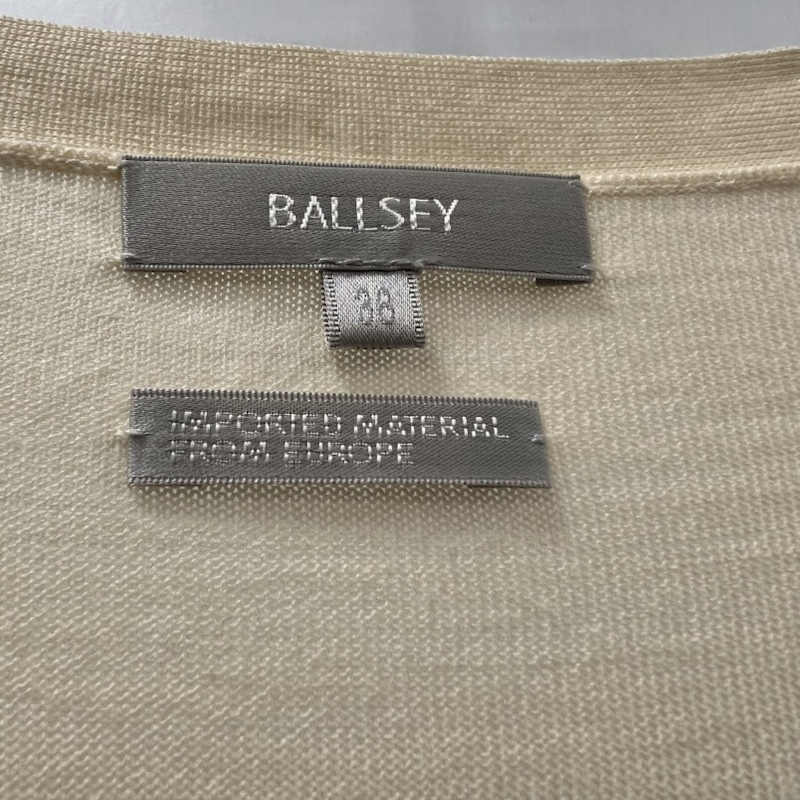 BALLSEY
38
IMPORTED MATERIAL
FROM EUROPE